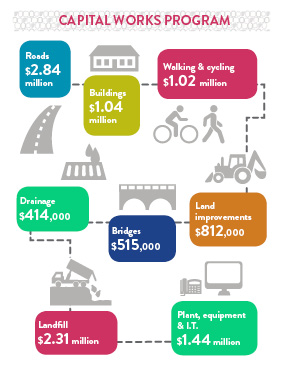 CAPITAL WORKS PROGRAM
Roads
$2.84
million
Buildings
$1.04
million
Walking & cycling
$1.02 million
Drainage
$414,000
Bridges
$515,000
Land
improvements
$812,000
Landfill
$2.31 million
Plant, equipment
& I.T.
$1.44 million